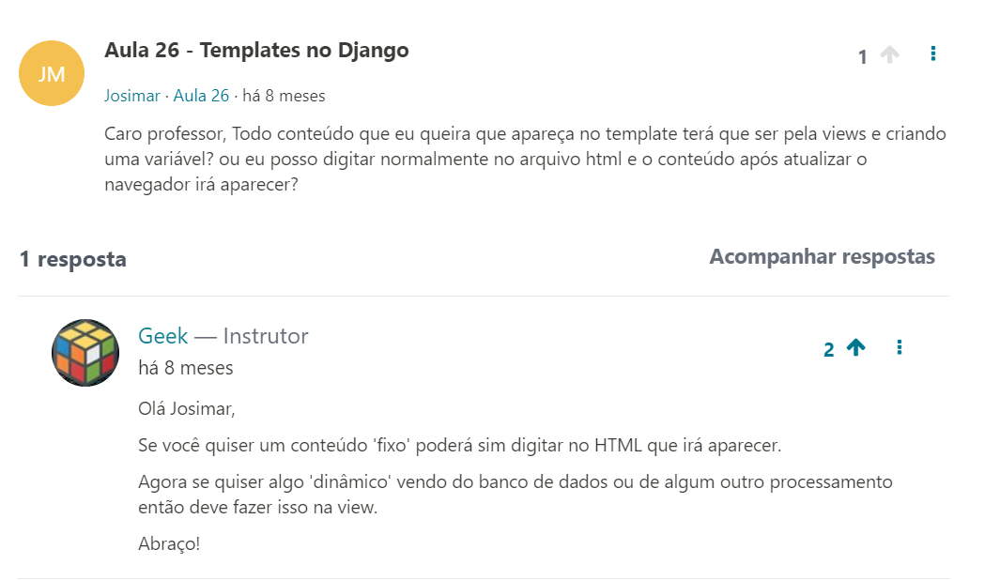 JM
Aula 26 - Templates no Django
1
Josimar · Aula 26 · há 8 meses
Caro professor, Todo conteúdo que eu queira que apareça no template terá que ser pela views e criando
uma variável? ou eu posso digitar normalmente no arquivo html e o conteúdo após atualizar o
navegador irá aparecer?
1 resposta
Acompanhar respostas
Geek — Instrutor
2
há 8 meses
Olá Josimar,
Se você quiser um conteúdo 'fixo' poderá sim digitar no HTML que irá aparecer.
Agora se quiser algo 'dinâmico' vendo do banco de dados ou de algum outro processamento
então deve fazer isso na view.
Abraço!